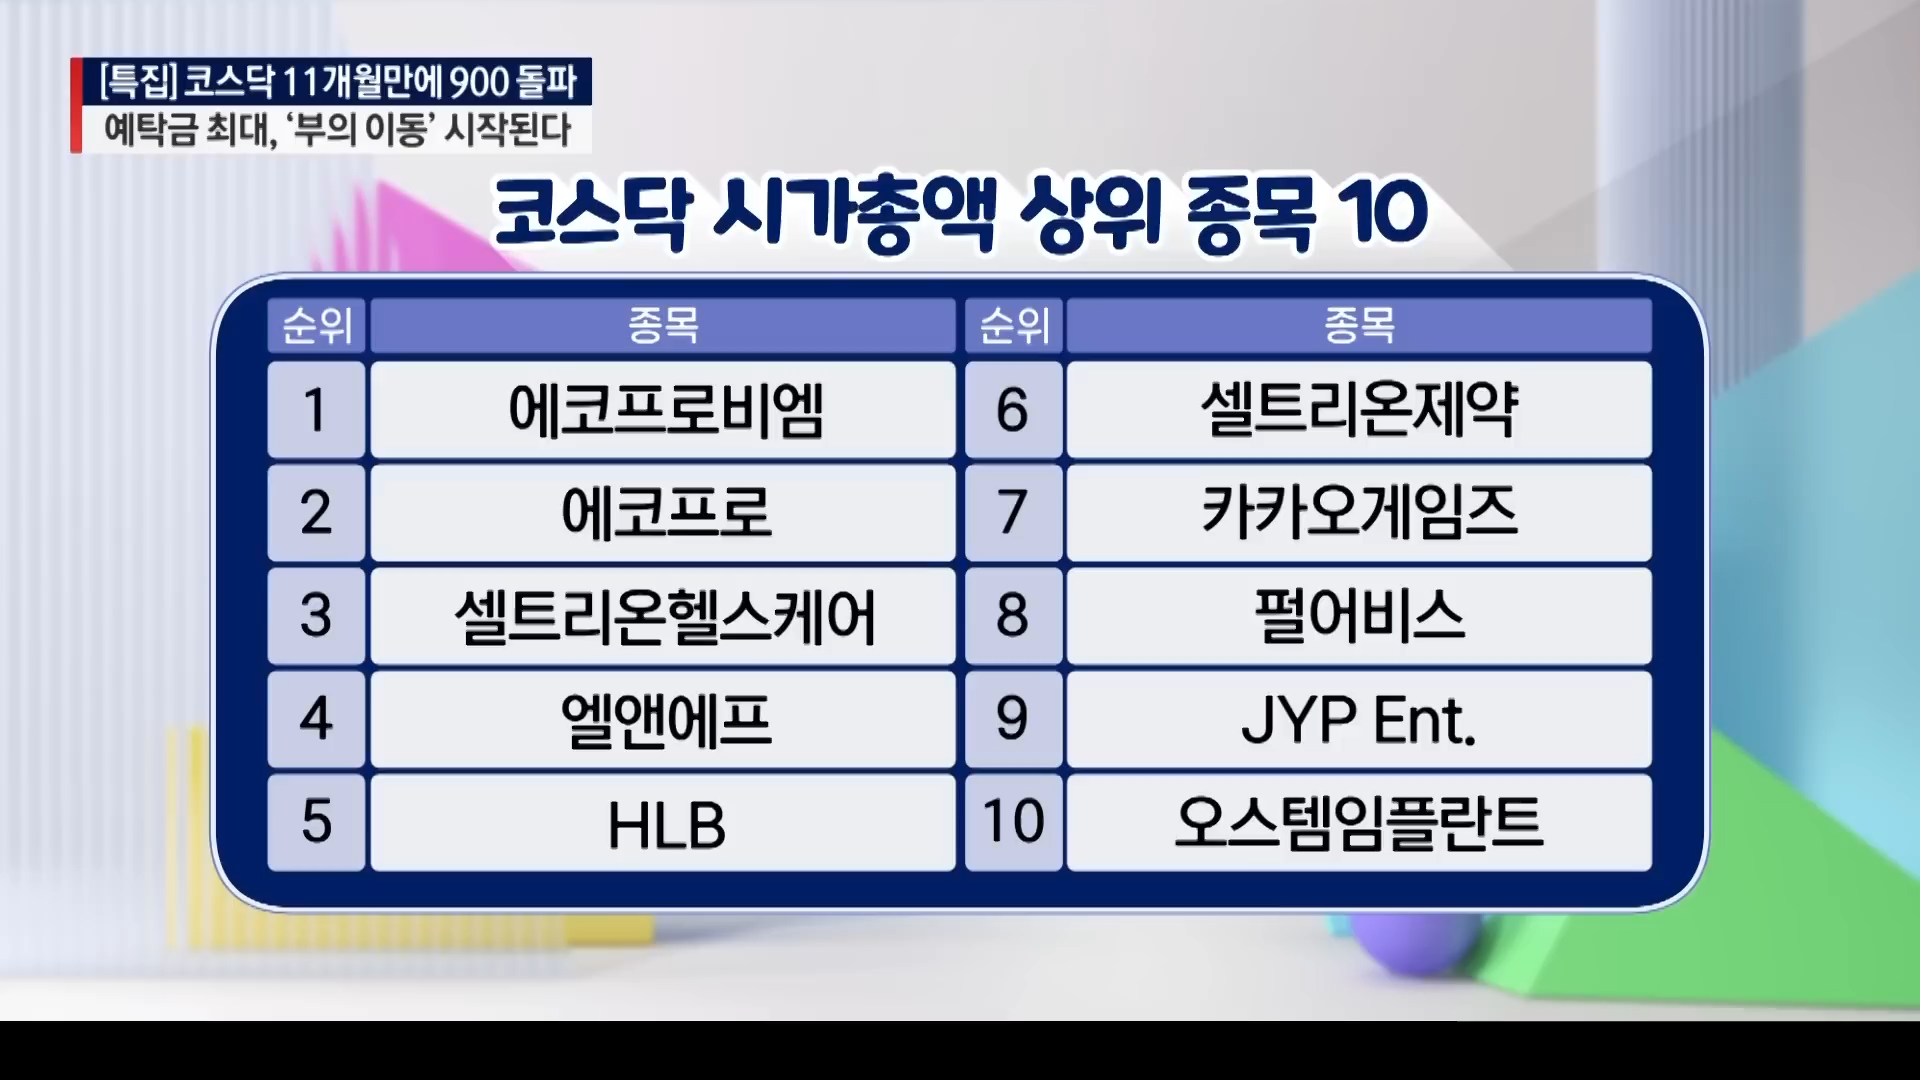 [특집] 코스닥 11개월만에 900 돌파
예탁금 최대, ‘부의 이동’ 시작된다
코스닥 시가총액 상위 종목 10
순위 종목 순위 종목
1 에코프로비엠 6 셀트리온제약
2 에코프로 7 카카오게임즈
3 셀트리온헬스케어 8 펄어비스
4 엘앤에프 9 JYP Ent.
5 HLB 10 오스템임플란트